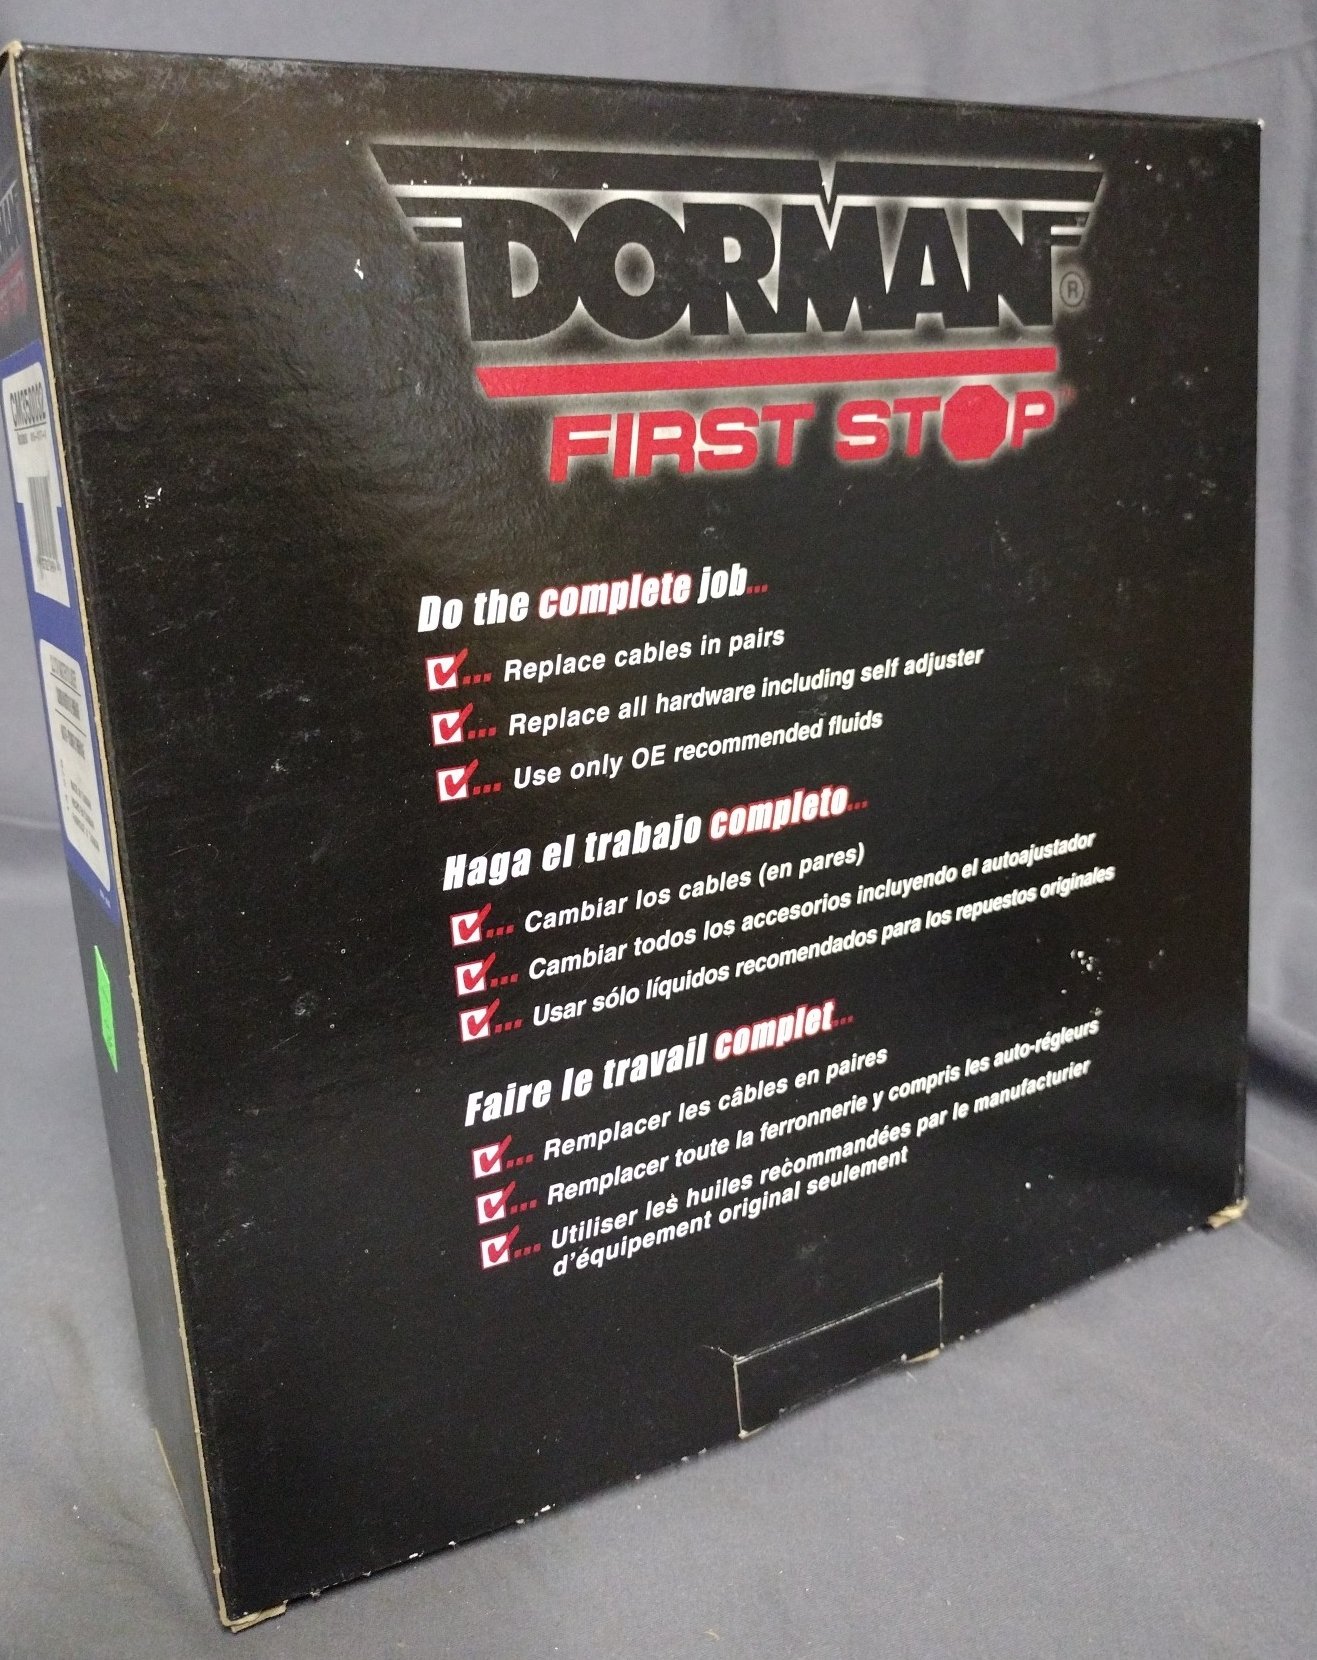 DORMAN®
FIRST STOP™
Do the complete job...
... Replace cables in pairs
... Replace all hardware including self adjuster
... Use only OE recommended fluids
Haga el trabajo completo...
... Cambiar los cables (en pares)
... Cambiar todos los accesorios incluyendo el autoajustador
... Usar sólo líquidos recomendados para los repuestos originales
Faire le travail complet...
... Remplacer les câbles en paires
... Remplacer toute la ferronnerie y compris les auto-régleurs
... Utiliser les huiles recommandées par le manufacturier
d'équipement original seulement